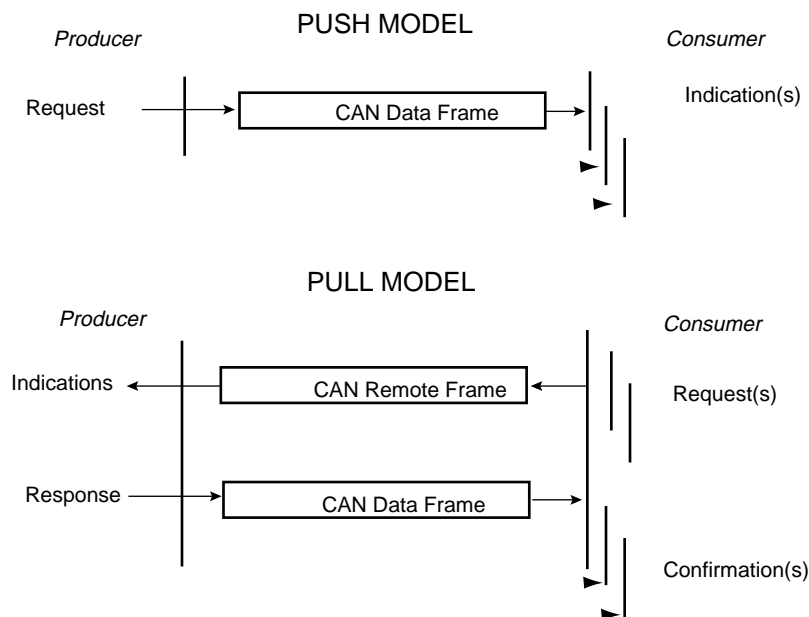 PUSH MODEL
Producer
Consumer
Request
CAN Data Frame
Indication(s)
PULL MODEL
Producer
Consumer
Indications
CAN Remote Frame
Request(s)
Response
CAN Data Frame
Confirmation(s)